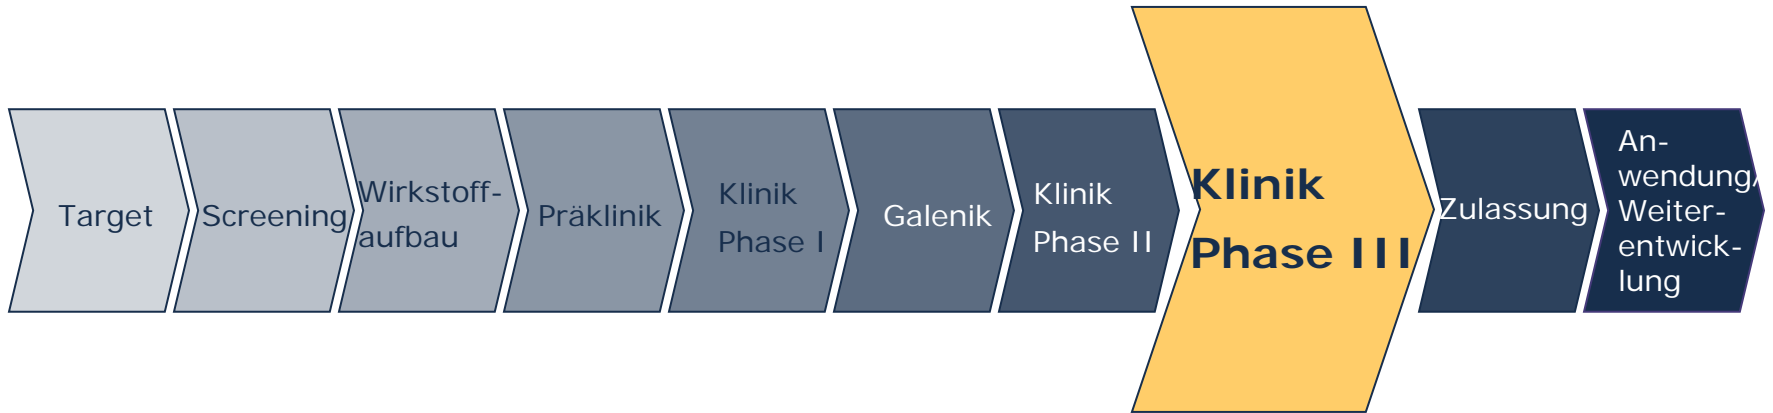 Target
Screening
Wirkstoff-
aufbau
Präklinik
Klinik
Phase I
Galenik
Klinik
Phase II
Klinik
Phase III
Zulassung
An-
wendung/
Weiter-
entwick-
lung